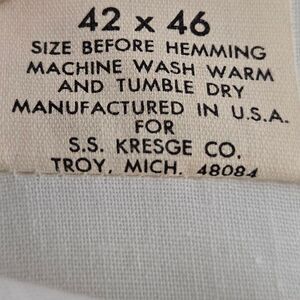 42 x 46
SIZE BEFORE HEMMING
MACHINE WASH WARM
AND TUMBLE DRY
MANUFACTURED IN U.S.A.
FOR
S.S. KRESGE CO.
TROY, MICH. 48084